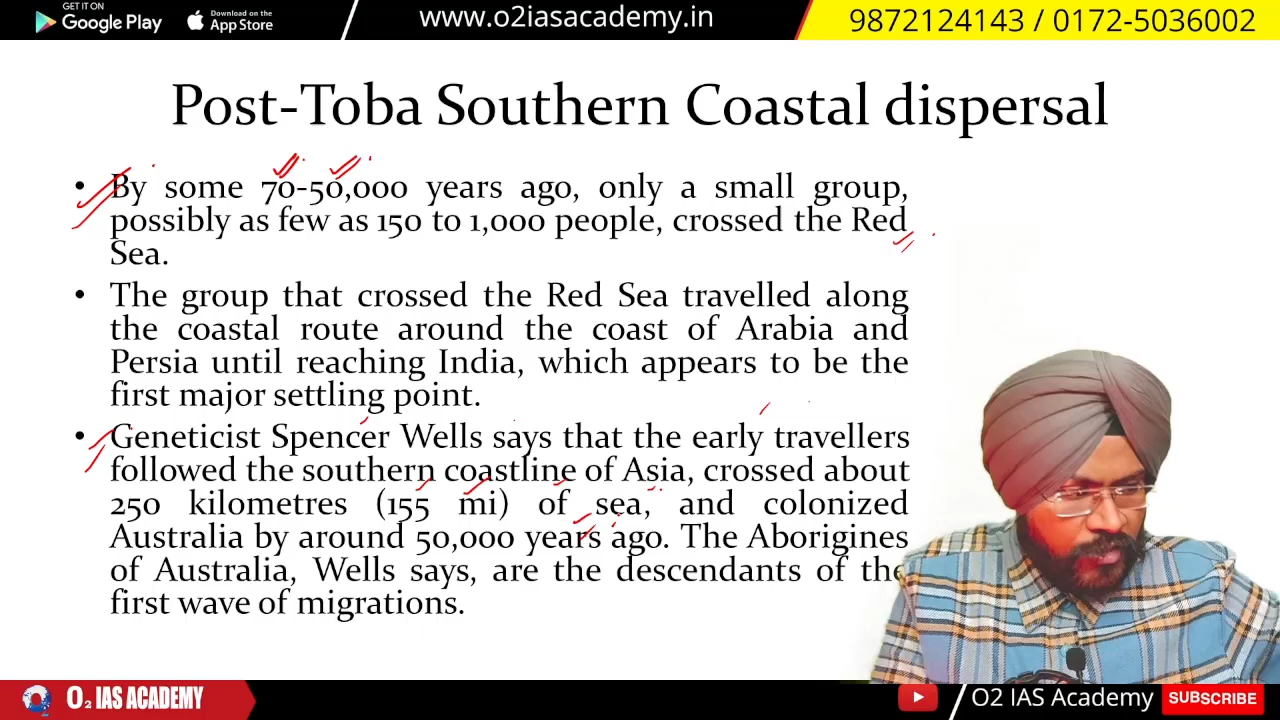 GET IT ON
Google Play
Download on the
App Store
www.o2iasacademy.in
9872124143 / 0172-5036002
Post-Toba Southern Coastal dispersal
• By some 70-50,000 years ago, only a small group,
possibly as few as 150 to 1,000 people, crossed the Red
Sea.
• The group that crossed the Red Sea travelled along
the coastal route around the coast of Arabia and
Persia until reaching India, which appears to be the
first major settling point.
• Geneticist Spencer Wells says that the early travellers
followed the southern coastline of Asia, crossed about
250 kilometres (155 mi) of sea, and colonized
Australia by around 50,000 years ago. The Aborigines
of Australia, Wells says, are the descendants of the
first wave of migrations.
O2 IAS ACADEMY
O2 IAS Academy
SUBSCRIBE